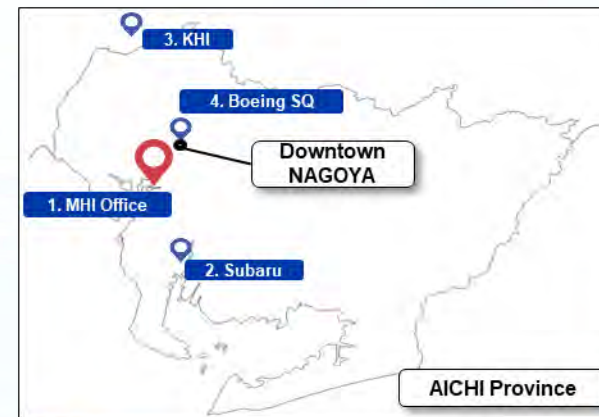 3. KHI
4. Boeing SQ
Downtown
NAGOYA
1. MHI Office
2. Subaru
AICHI Province